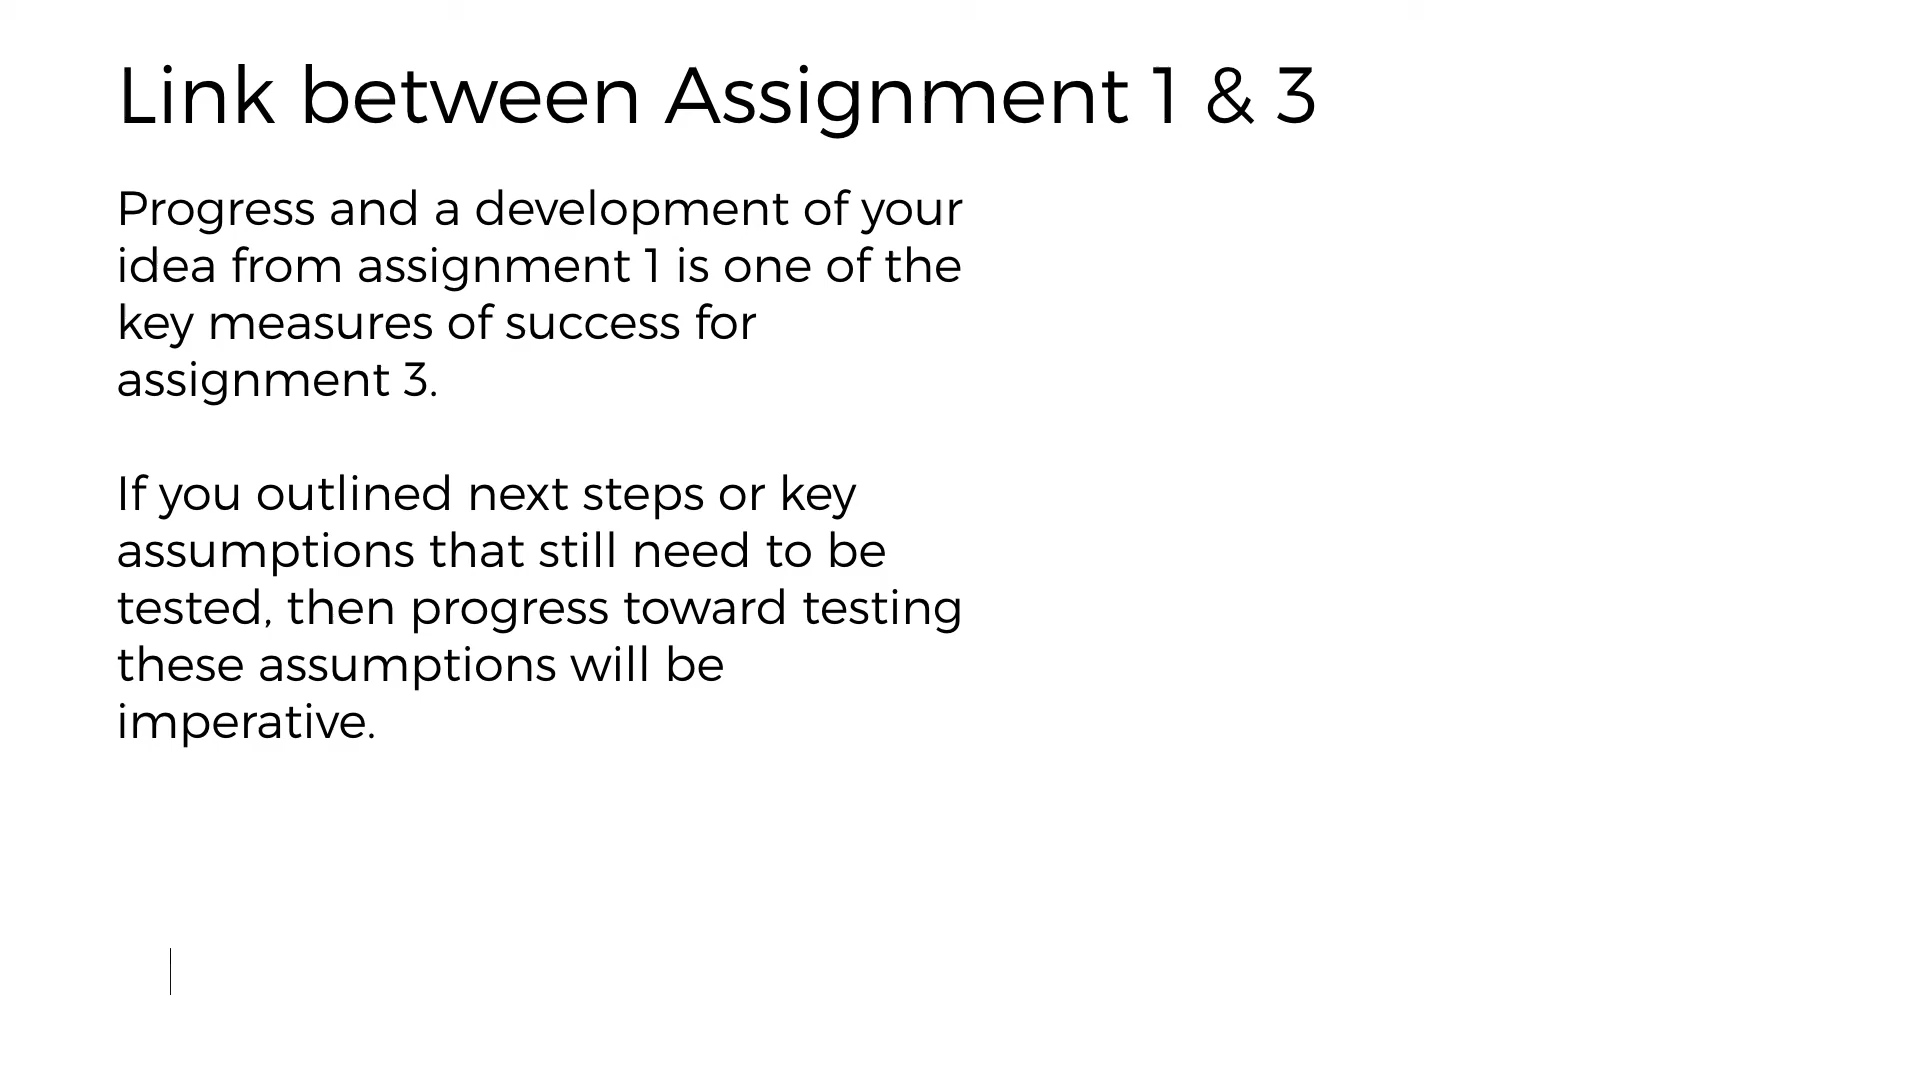 Link between Assignment 1 & 3
Progress and a development of your
idea from assignment 1 is one of the
key measures of success for
assignment 3.
If you outlined next steps or key
assumptions that still need to be
tested, then progress toward testing
these assumptions will be
imperative.